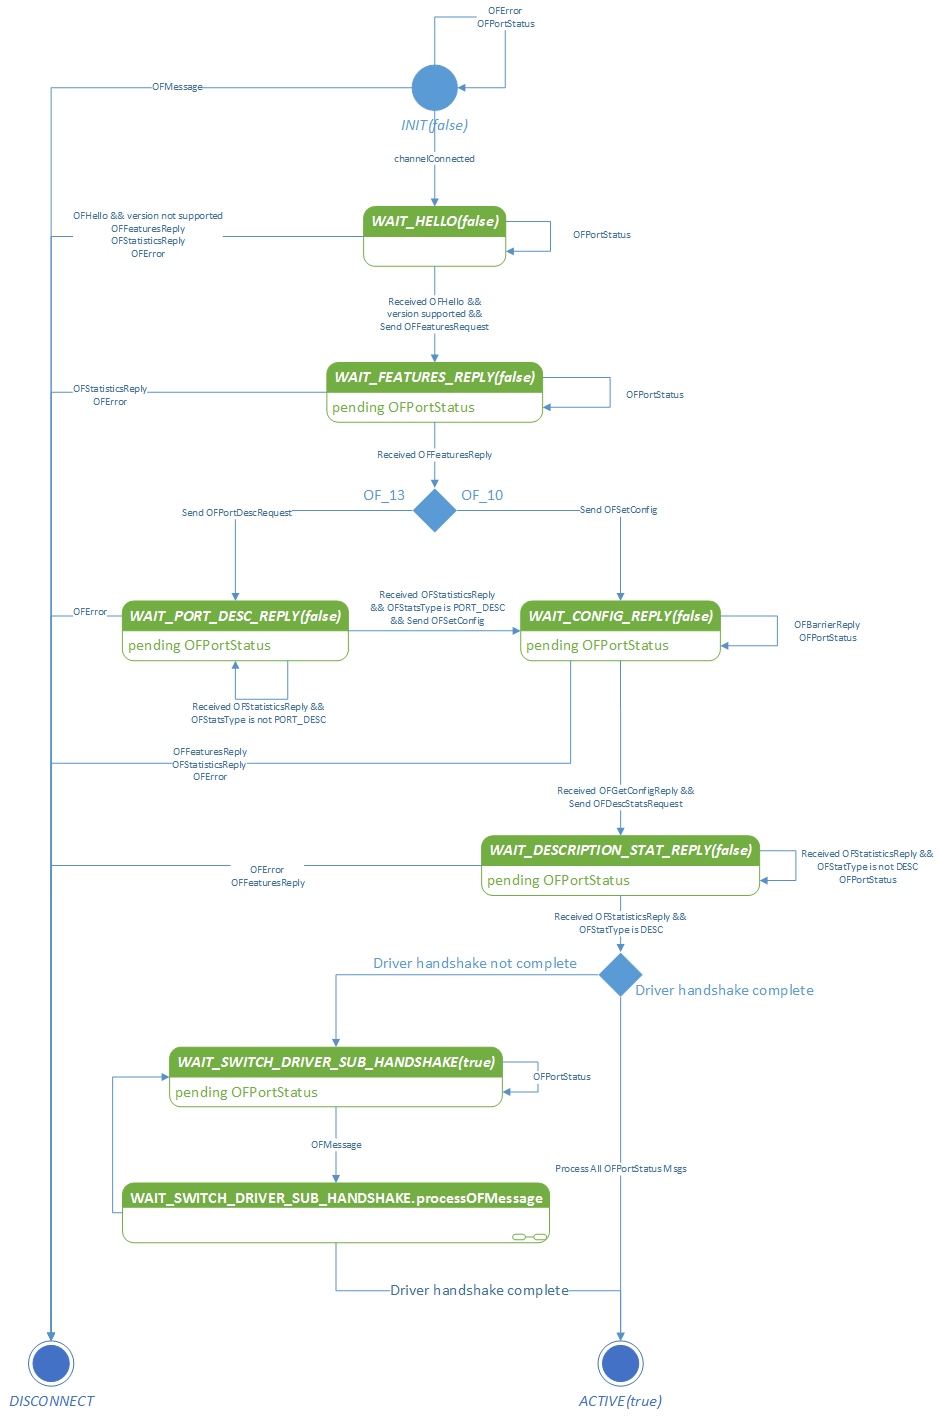 OFError
OFPortStatus
OFMessage
INIT(false)
channelConnected
OFHello && version not supported
OFFeaturesReply
OFStatisticsReply
OFError
WAIT_HELLO(false)
OFPortStatus
Received OFHello &&
version supported &&
Send OFFeaturesRequest
WAIT_FEATURES_REPLY(false)
pending OFPortStatus
OFStatisticsReply
OFError
OFPortStatus
Received OFFeaturesReply
OF_13
OF_10
Send OFPortDescRequest
Send OFSetConfig
OFError
WAIT_PORT_DESC_REPLY(false)
pending OFPortStatus
Received OFStatisticsReply
&& OFStatsType is PORT_DESC
&& Send OFSetConfig
WAIT_CONFIG_REPLY(false)
pending OFPortStatus
OFBarrierReply
OFPortStatus
Received OFStatisticsReply &&
OFStatsType is not PORT_DESC
OFFeaturesReply
OFStatisticsReply
OFError
Received OFGetConfigReply &&
Send OFDescStatsRequest
WAIT_DESCRIPTION_STAT_REPLY(false)
pending OFPortStatus
OFError
OFFeaturesReply
Received OFStatisticsReply &&
OFStatType is not DESC
OFPortStatus
Received OFStatisticsReply &&
OFStatType is DESC
Driver handshake not complete
Driver handshake complete
WAIT_SWITCH_DRIVER_SUB_HANDSHAKE(true)
pending OFPortStatus
OFPortStatus
OFMessage
Process All OFPortStatus Msgs
WAIT_SWITCH_DRIVER_SUB_HANDSHAKE.processOFMessage
Driver handshake complete
DISCONNECT
ACTIVE(true)